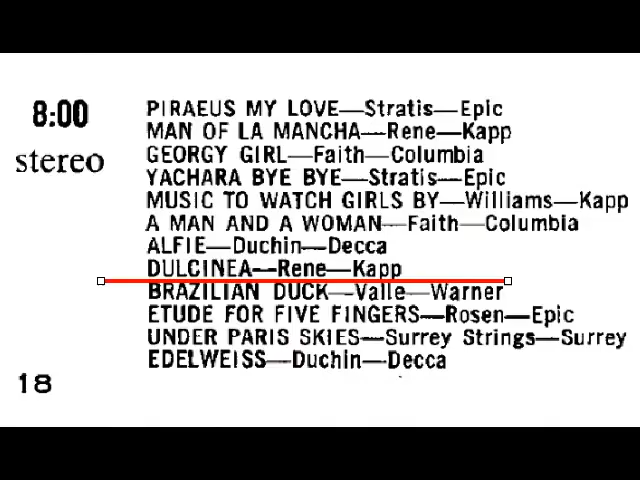 8:00
stereo
PIRAEUS MY LOVE—Stratis—Epic
MAN OF LA MANCHA—Rene—Kapp
GEORGY GIRL—Faith—Columbia
YACHARA BYE BYE—Stratis—Epic
MUSIC TO WATCH GIRLS BY—Williams—Kapp
A MAN AND A WOMAN—Faith—Columbia
ALFIE—Duchin—Decca
DULCINEA—Rene—Kapp
BRAZILIAN DUCK—Valle—Warner
ETUDE FOR FIVE FINGERS—Rosen—Epic
UNDER PARIS SKIES—Surrey Strings—Surrey
EDELWEISS—Duchin—Decca
18